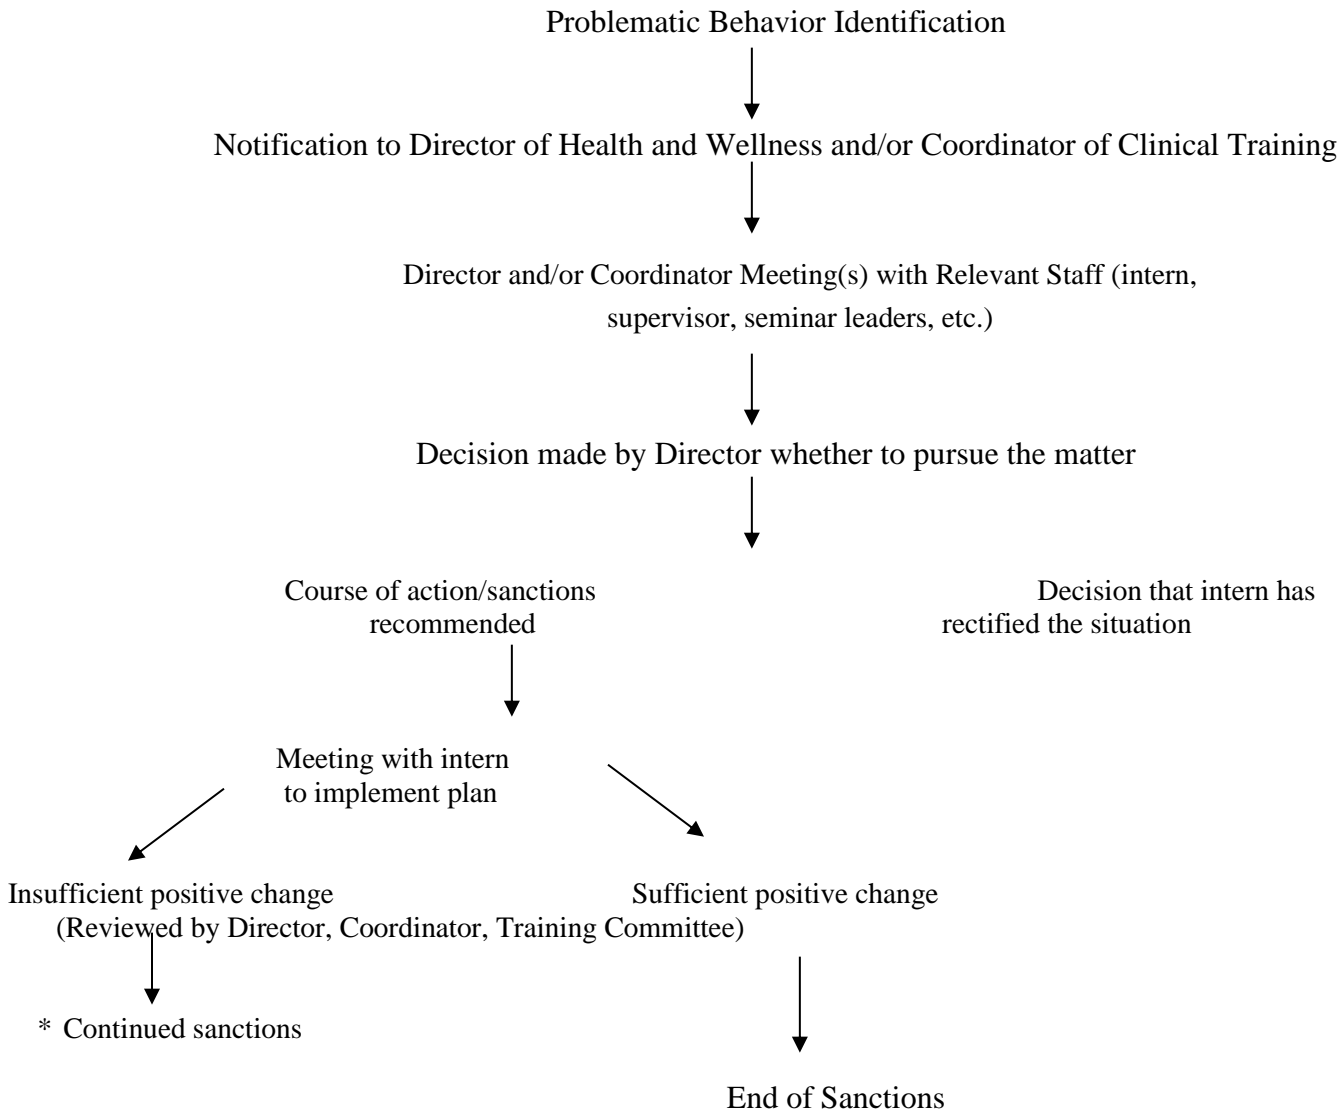 Problematic Behavior Identification
Notification to Director of Health and Wellness and/or Coordinator of Clinical Training
Director and/or Coordinator Meeting(s) with Relevant Staff (intern,
supervisor, seminar leaders, etc.)
Decision made by Director whether to pursue the matter
Course of action/sanctions
recommended
Decision that intern has
rectified the situation
Meeting with intern
to implement plan
Insufficient positive change
Sufficient positive change
(Reviewed by Director, Coordinator, Training Committee)
* Continued sanctions
End of Sanctions